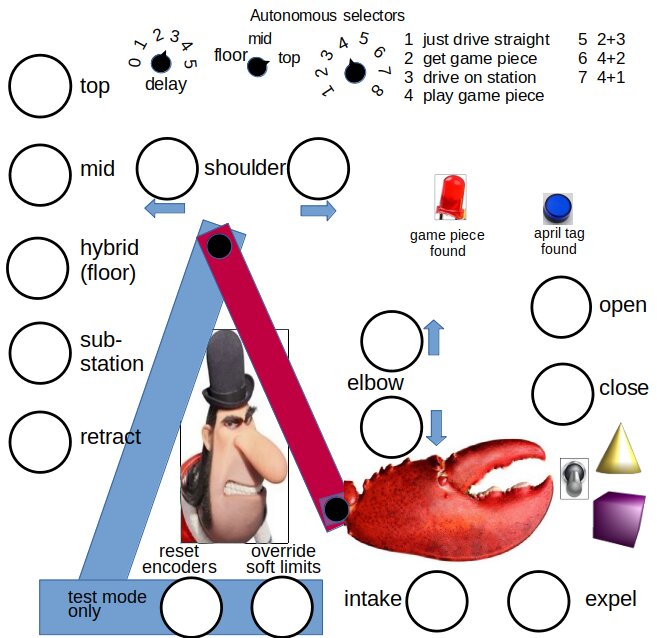 Autonomous selectors
0 1 2 3 4 5
delay
floor mid top
1 2 3 4 5 6 7 8
1 just drive straight
2 get game piece
3 drive on station
4 play game piece
5 2+3
6 4+2
7 4+1
top
mid
shoulder
hybrid
(floor)
game piece
found
april tag
found
open
sub-
station
elbow
close
retract
reset
encoders
override
soft limits
test mode
only
intake
expel